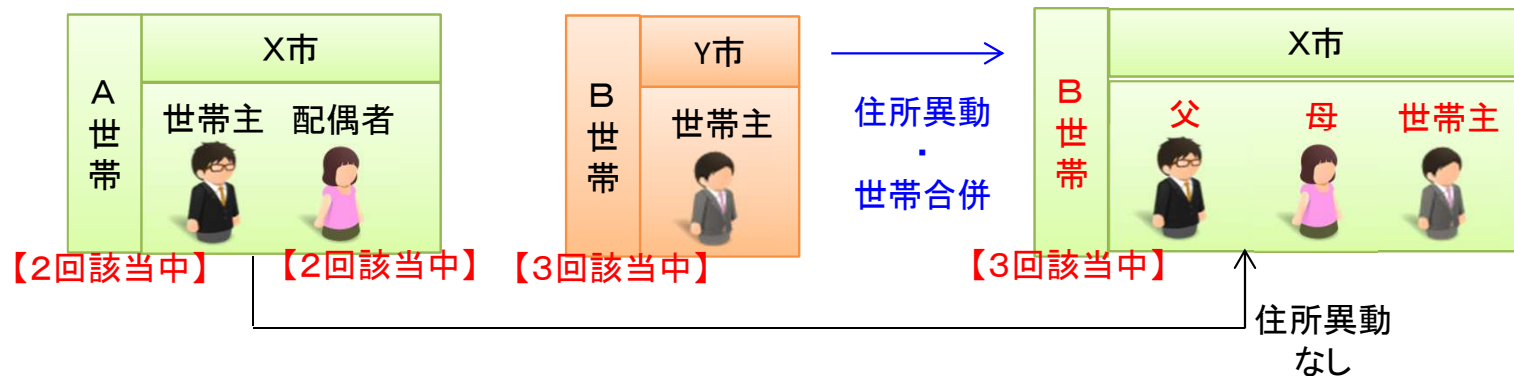 A世帯
X市
世帯主 配偶者
【2回該当中】
【2回該当中】
B世帯
Y市
世帯主
【3回該当中】
住所異動
・
世帯合併
B世帯
X市
父 母 世帯主
【3回該当中】
住所異動
なし